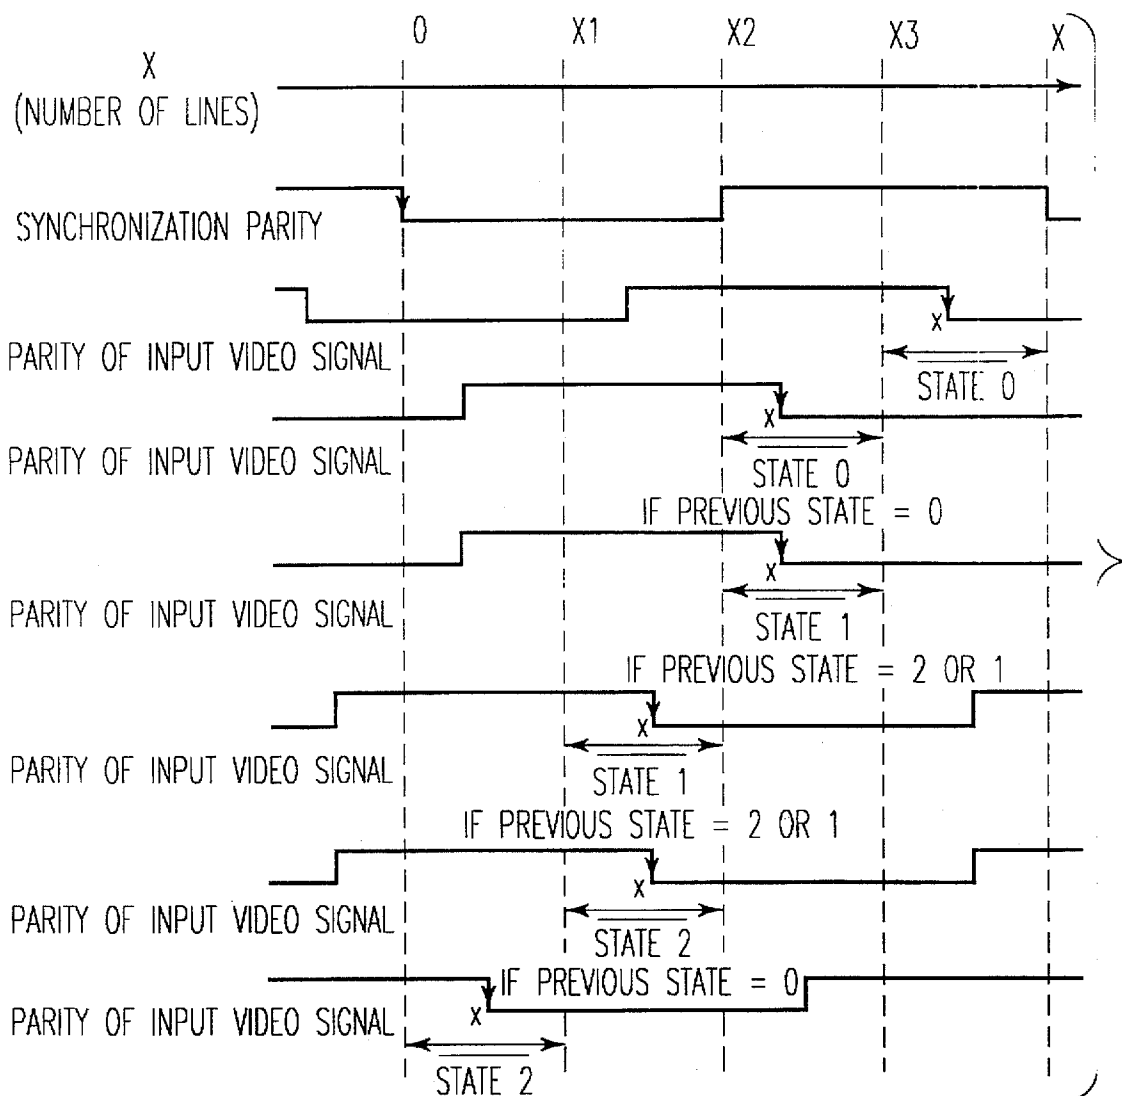 0 X1 X2 X3 X
X
(NUMBER OF LINES)
SYNCHRONIZATION PARITY
X
PARITY OF INPUT VIDEO SIGNAL
STATE 0
X
PARITY OF INPUT VIDEO SIGNAL
STATE 0
IF PREVIOUS STATE = 0
X
PARITY OF INPUT VIDEO SIGNAL
STATE 1
IF PREVIOUS STATE = 2 OR 1
X
PARITY OF INPUT VIDEO SIGNAL
STATE 1
IF PREVIOUS STATE = 2 OR 1
X
PARITY OF INPUT VIDEO SIGNAL
STATE 2
IF PREVIOUS STATE = 0
X
PARITY OF INPUT VIDEO SIGNAL
STATE 2